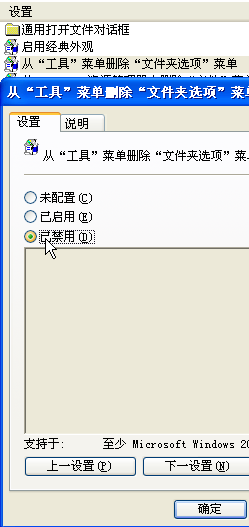 设置
通用打开文件对话框
启用经典外观
从“工具”菜单删除“文件夹选项”菜单
从“工具”菜单删除“文件夹选项”菜单
设置
说明
从“工具”菜单删除“文件夹选项”菜
未配置(C)
已启用(E)
已禁用(D)
支持于: 至少 Microsoft Windows 20
上一设置(P)
下一设置(N)
确定